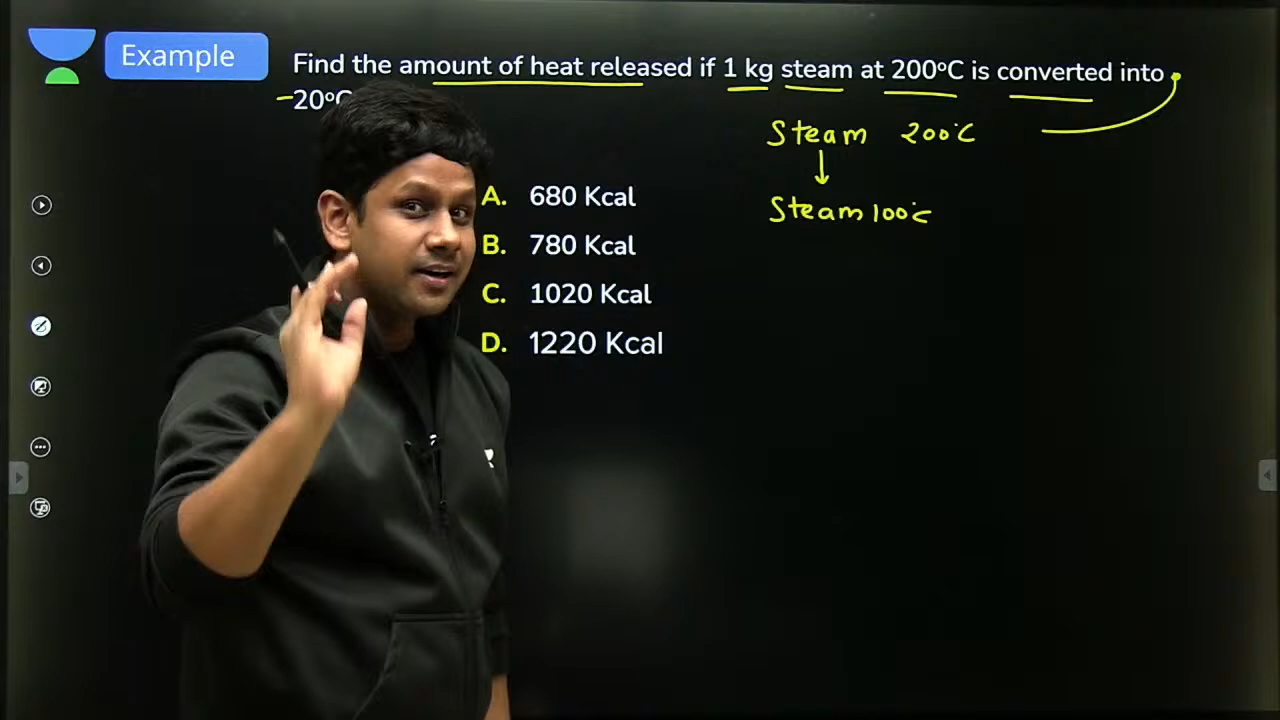 Example
Find the amount of heat released if 1 kg steam at 200°C is converted into
-20°C
Steam 200°C
Steam 100°C
A. 680 Kcal
B. 780 Kcal
C. 1020 Kcal
D. 1220 Kcal